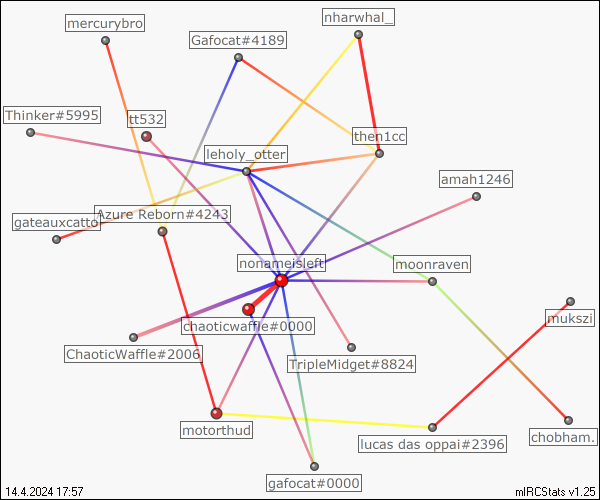 mercurybro
nharwhal_
Gafocat#4189
Thinker#5995
tt532
then1cc
leholy_otter
amah1246
gateauxcatto
Azure Reborn#4243
nonameisleft
moonraven
mukszi
chaoticwaffle#0000
ChaoticWaffle#2006
TripleMidget#8824
motorthud
lucas das oppai#2396
chobham.
gafocat#0000
14.4.2024 17:57
mIRCStats v1.25